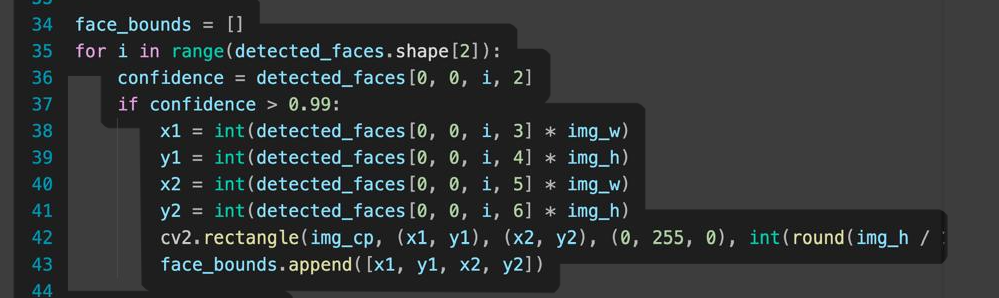 34 face_bounds = []
35 for i in range(detected_faces.shape[2]):
36 confidence = detected_faces[0, 0, i, 2]
37 if confidence > 0.99:
38 x1 = int(detected_faces[0, 0, i, 3] * img_w)
39 y1 = int(detected_faces[0, 0, i, 4] * img_h)
40 x2 = int(detected_faces[0, 0, i, 5] * img_w)
41 y2 = int(detected_faces[0, 0, i, 6] * img_h)
42 cv2.rectangle(img_cp, (x1, y1), (x2, y2), (0, 255, 0), int(round(img_h /
43 face_bounds.append([x1, y1, x2, y2])
44